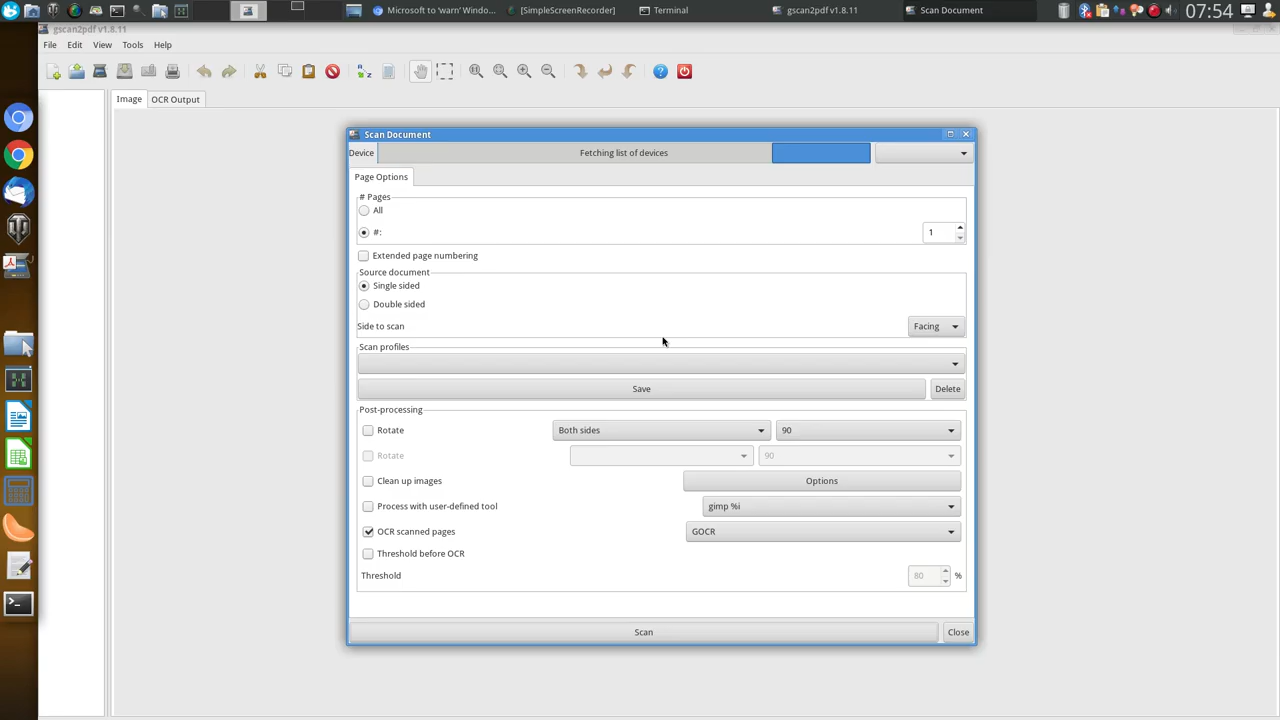 Microsoft to 'warn' Windo...
[SimpleScreenRecorder]
Terminal
gscan2pdf v1.8.11
Scan Document
07:54
gscan2pdf v1.8.11
File Edit View Tools Help
Image OCR Output
Scan Document
Device Fetching list of devices
Page Options
# Pages
All
#: 1
Extended page numbering
Source document
Single sided
Double sided
Side to scan Facing
Scan profiles
Save Delete
Post-processing
Rotate Both sides 90
Rotate 90
Clean up images Options
Process with user-defined tool gimp %i
OCR scanned pages GOCR
Threshold before OCR
Threshold 80 %
Scan Close